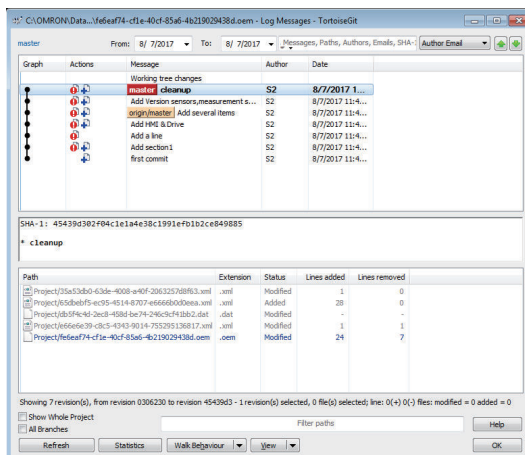 C:\OMRON\Data...\fe6eaf74-cf1e-40cf-85a6-4b219029438d.oem - Log Messages - TortoiseGit
master From: 8/ 7/2017 To: 8/ 7/2017 Messages, Paths, Authors, Emails, SHA-1 Author Email
Graph Actions Message Author Date
Working tree changes
master cleanup S2 8/7/2017 1...
Add Version sensors,measurement s... S2 8/7/2017 11:4...
origin/master Add several items S2 8/7/2017 11:4...
Add HMI & Drive S2 8/7/2017 11:4...
Add a line S2 8/7/2017 11:4...
Add section1 S2 8/7/2017 11:4...
first commit S2 8/7/2017 11:4...
SHA-1: 45439d302f04c1e1a4e38c1991efb1b2ce849885
* cleanup
Path Extension Status Lines added Lines removed
Project/35a53db0-63de-4008-a40f-2063257d8f63.xml .xml Modified 1 0
Project/65dbebf5-ec95-4514-8707-e6666b0d0eea.xml .xml Added 28 0
Project/db5f4c4d-2ec8-458d-be74-246c9cf41bb2.dat .dat Modified - -
Project/e66e6e39-c8c5-4343-9014-755295136817.xml .xml Modified 1 1
Project/fe6eaf74-cf1e-40cf-85a6-4b219029438d.oem .oem Modified 24 7
Showing 7 revision(s), from revision 0306230 to revision 45439d3 - 1 revision(s) selected, 0 file(s) selected; line: 0(+) 0(-) files: modified = 0 added = 0
Show Whole Project
All Branches
Filter paths
Help
Refresh Statistics Walk Behaviour View OK